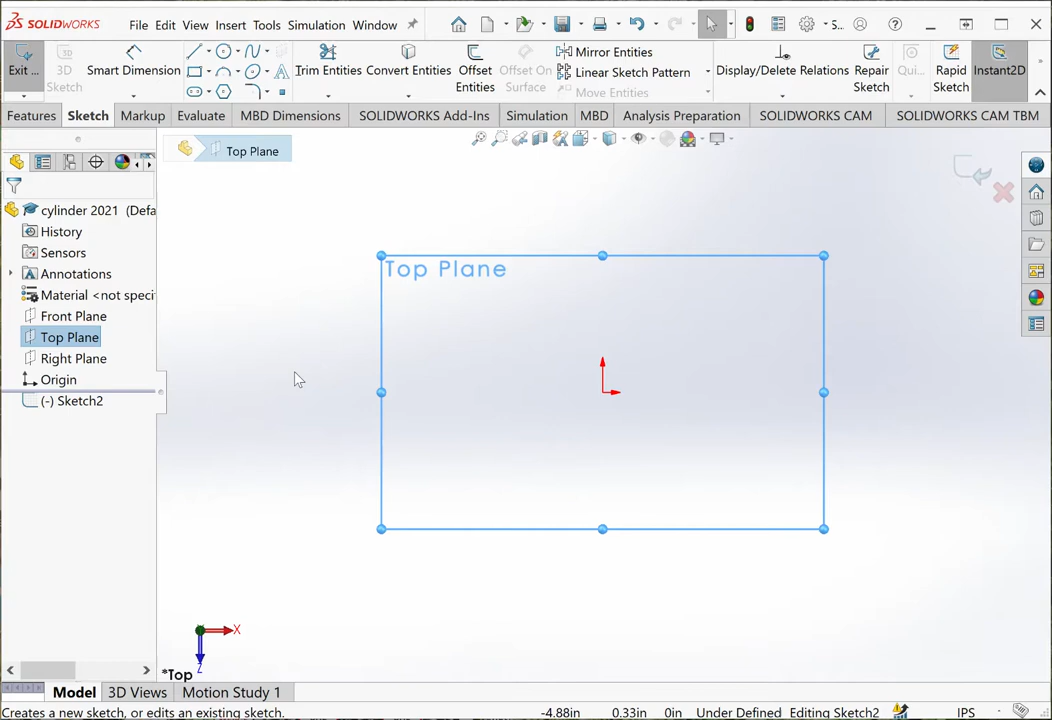 SOLIDWORKS
File Edit View Insert Tools Simulation Window
S...
Exit ...
3D Sketch
Smart Dimension
Trim Entities
Convert Entities
Offset Entities
Offset On Surface
Mirror Entities
Linear Sketch Pattern
Move Entities
Display/Delete Relations
Repair Sketch
Qui...
Rapid Sketch
Instant2D
Features Sketch Markup Evaluate MBD Dimensions SOLIDWORKS Add-Ins Simulation MBD Analysis Preparation SOLIDWORKS CAM SOLIDWORKS CAM TBM
Top Plane
cylinder 2021 (Defa
History
Sensors
Annotations
Material <not speci
Front Plane
Top Plane
Right Plane
Origin
(-) Sketch2
Top Plane
X
Z
*Top
Model 3D Views Motion Study 1
Creates a new sketch, or edits an existing sketch. -4.88in 0.33in 0in Under Defined Editing Sketch2 IPS